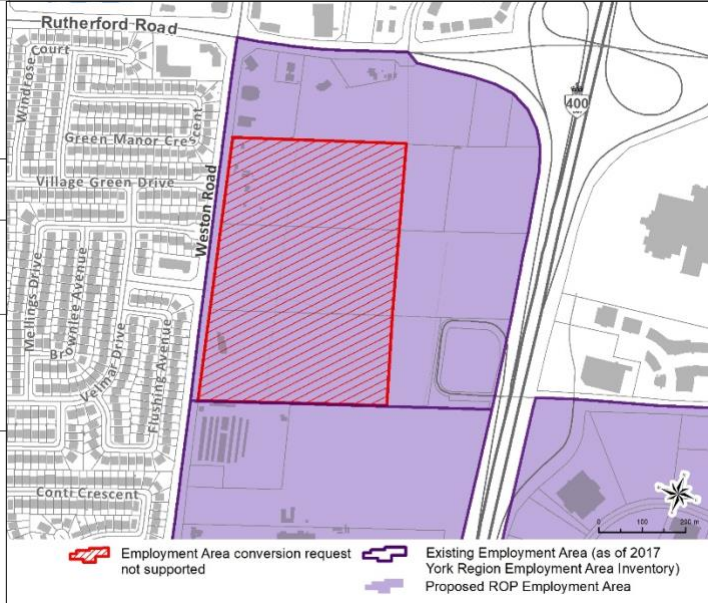 Rutherford Road
Windrose Court
400
Green Manor Crescent
Village Green Drive
Weston Road
Mellings Drive
Brownlee Avenue
Velmar Drive
Flushing Avenue
Conti Crescent
0 100 200 m
Employment Area conversion request
not supported
Existing Employment Area (as of 2017
York Region Employment Area Inventory)
Proposed ROP Employment Area